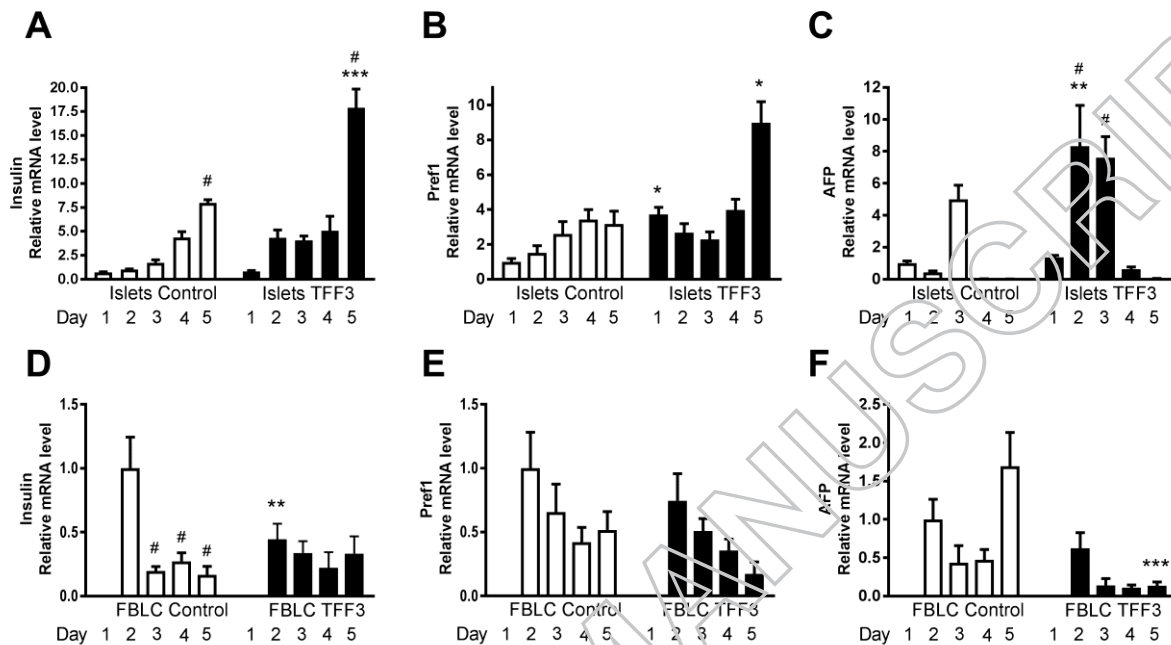 A
Insulin
Relative mRNA level
20.0
17.5
15.0
12.5
10.0
7.5
5.0
2.5
0.0
#
#
***
Islets Control
Islets TFF3
Day 1 2 3 4 5 1 2 3 4 5
B
Pref1
Relative mRNA level
10
8
6
4
2
0
*
*
Islets Control
Islets TFF3
Day 1 2 3 4 5 1 2 3 4 5
C
AFP
Relative mRNA level
12
10
8
6
4
2
0
#
**
#
Islets Control
Islets TFF3
Day 1 2 3 4 5 1 2 3 4 5
D
Insulin
Relative mRNA level
1.5
1.0
0.5
0.0
#
#
#
**
FBLC Control
FBLC TFF3
Day 1 2 3 4 5 1 2 3 4 5
E
Pref1
Relative mRNA level
1.5
1.0
0.5
0.0
FBLC Control
FBLC TFF3
Day 1 2 3 4 5 1 2 3 4 5
F
AFP
Relative mRNA level
2.5
2.0
1.5
1.0
0.5
0.0
***
FBLC Control
FBLC TFF3
Day 1 2 3 4 5 1 2 3 4 5
MANUSCRIP